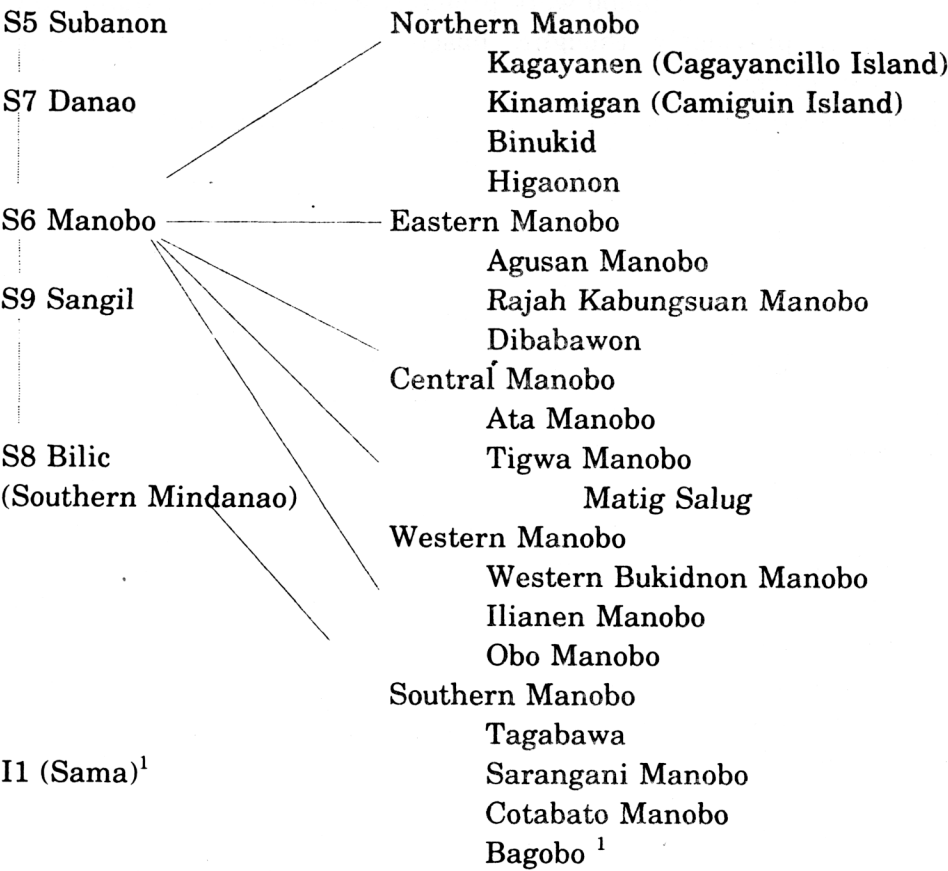 S5 Subanon
S7 Danao
S6 Manobo
S9 Sangil
S8 Bilic
(Southern Mindanao)
I1 (Sama)¹
Northern Manobo
Kagayanen (Cagayancillo Island)
Kinamigan (Camiguin Island)
Binukid
Higaonon
Eastern Manobo
Agusan Manobo
Rajah Kabungsuan Manobo
Dibabawon
Central Manobo
Ata Manobo
Tigwa Manobo
Matig Salug
Western Manobo
Western Bukidnon Manobo
Ilianen Manobo
Obo Manobo
Southern Manobo
Tagabawa
Sarangani Manobo
Cotabato Manobo
Bagobo ¹